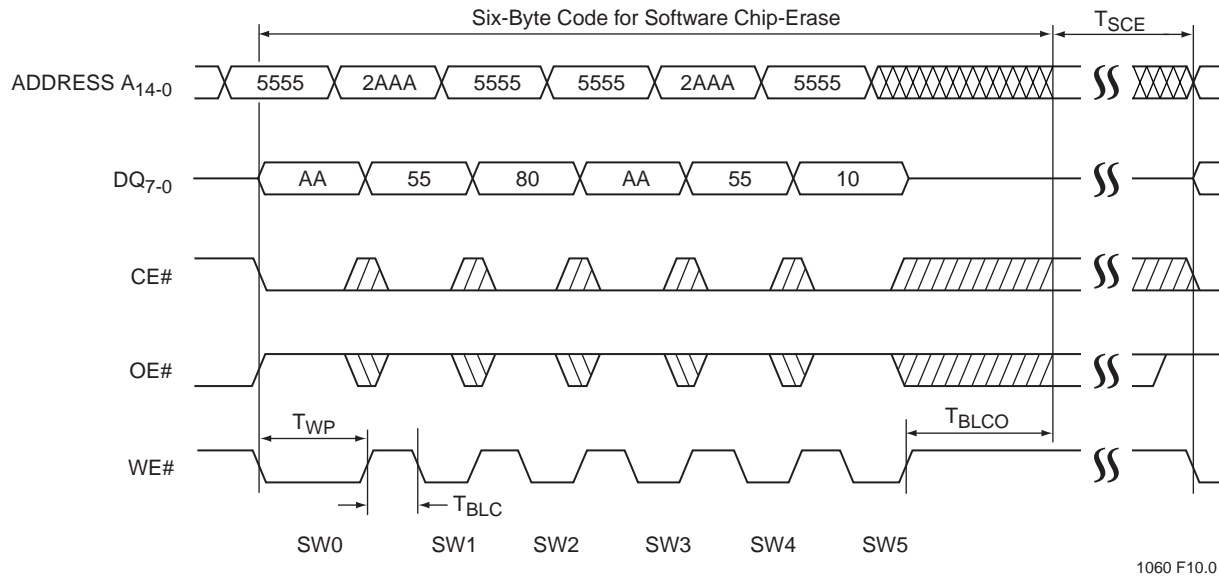 Six-Byte Code for Software Chip-Erase
TSCE
ADDRESS A14-0
5555 2AAA 5555 5555 2AAA 5555
DQ7-0
AA 55 80 AA 55 10
CE#
OE#
TWP
TBLCO
WE#
TBLC
SW0 SW1 SW2 SW3 SW4 SW5
1060 F10.0